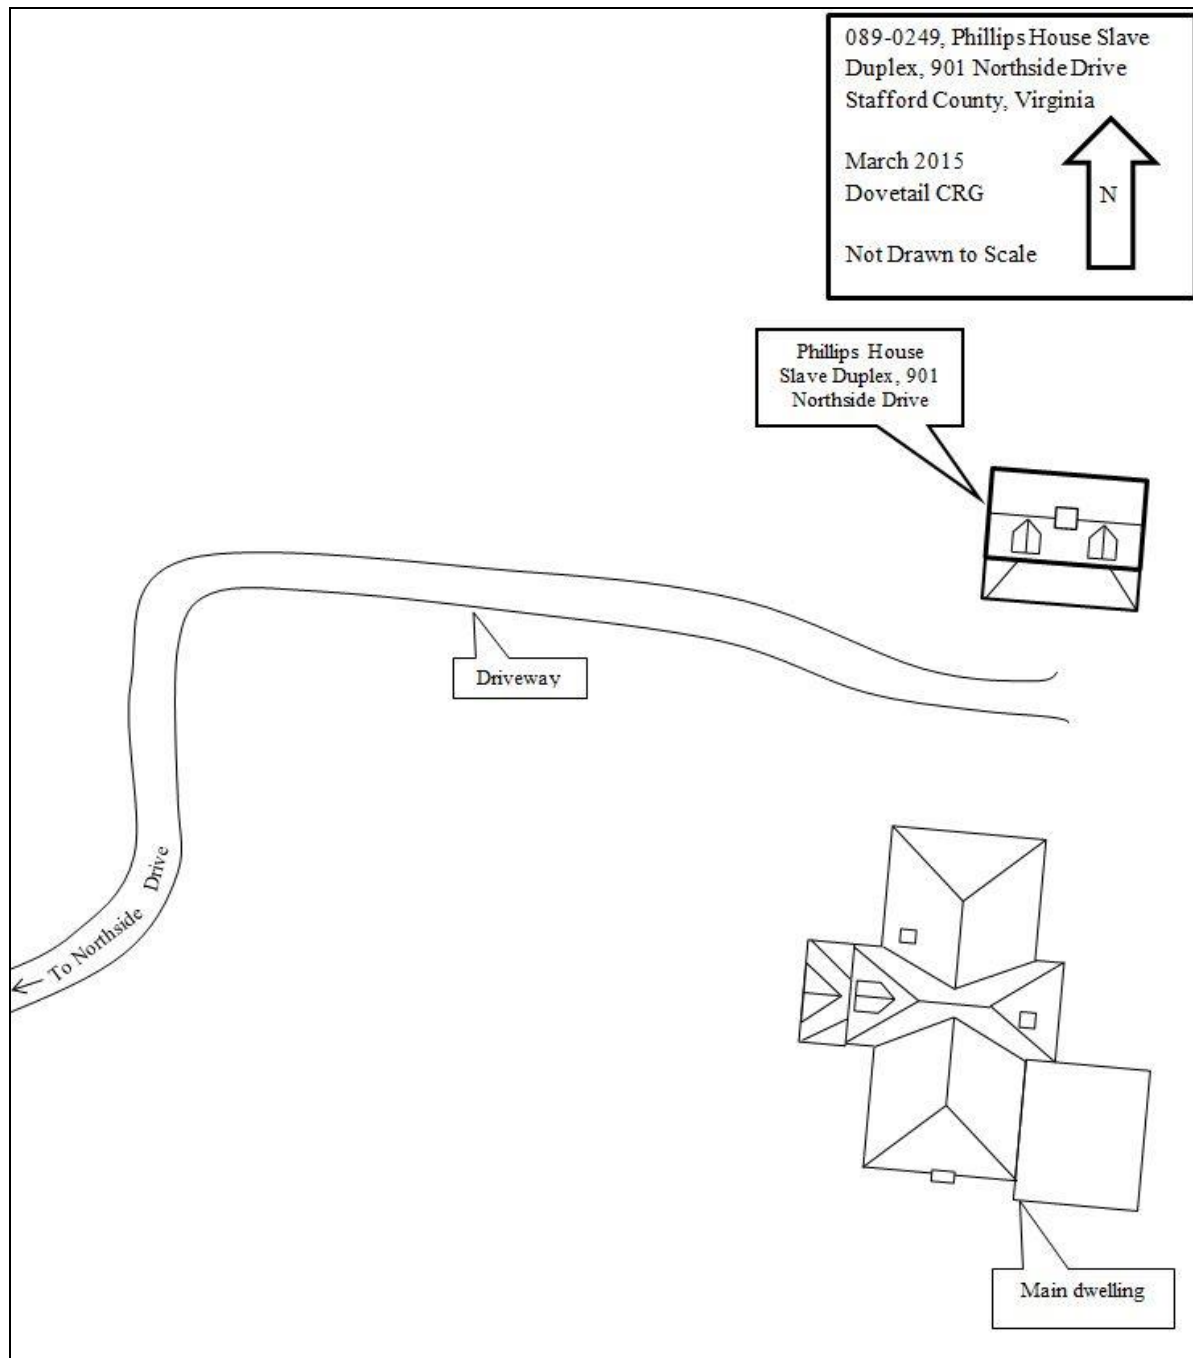 089-0249, Phillips House Slave
Duplex, 901 Northside Drive
Stafford County, Virginia
March 2015
Dovetail CRG
N
Not Drawn to Scale
Phillips House
Slave Duplex, 901
Northside Drive
Driveway
To Northside Drive
Main dwelling